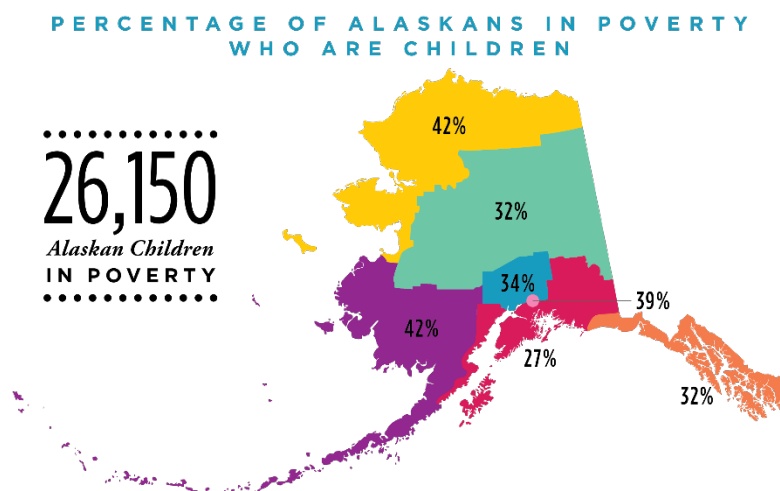 PERCENTAGE OF ALASKANS IN POVERTY
WHO ARE CHILDREN
26,150
Alaskan Children
IN POVERTY
42%
32%
34%
39%
42%
27%
32%